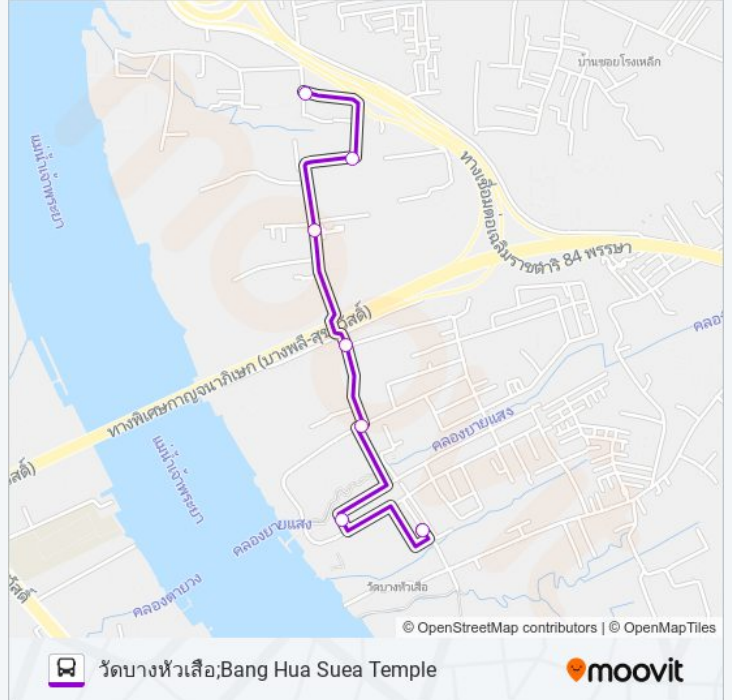 บ้านซอยโรงเหล็ก
แม่น้ำเจ้าพระยา
ทางเชื่อมต่อเฉลิมราชดำริ 84 พรรษา
ทางพิเศษกาญจนาภิเษก (บางพลี-สุขสวัสดิ์)
แม่น้ำเจ้าพระยา
คลองยายแสง
คลองยายแสง
คลองตายวง
วัดบางหัวเสือ
© OpenStreetMap contributors | © OpenMapTiles
วัดบางหัวเสือ;Bang Hua Suea Temple
moovit